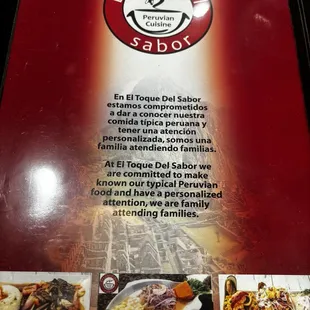 Peruvian
Cuisine
sabor
En El Toque Del Sabor
estamos comprometidos
a dar a conocer nuestra
comida típica peruana y
tener una atención
personalizada, somos una
familia atendiendo familias.
At El Toque Del Sabor we
are committed to make
known our typical Peruvian
food and have a personalized
attention, we are family
attending families.